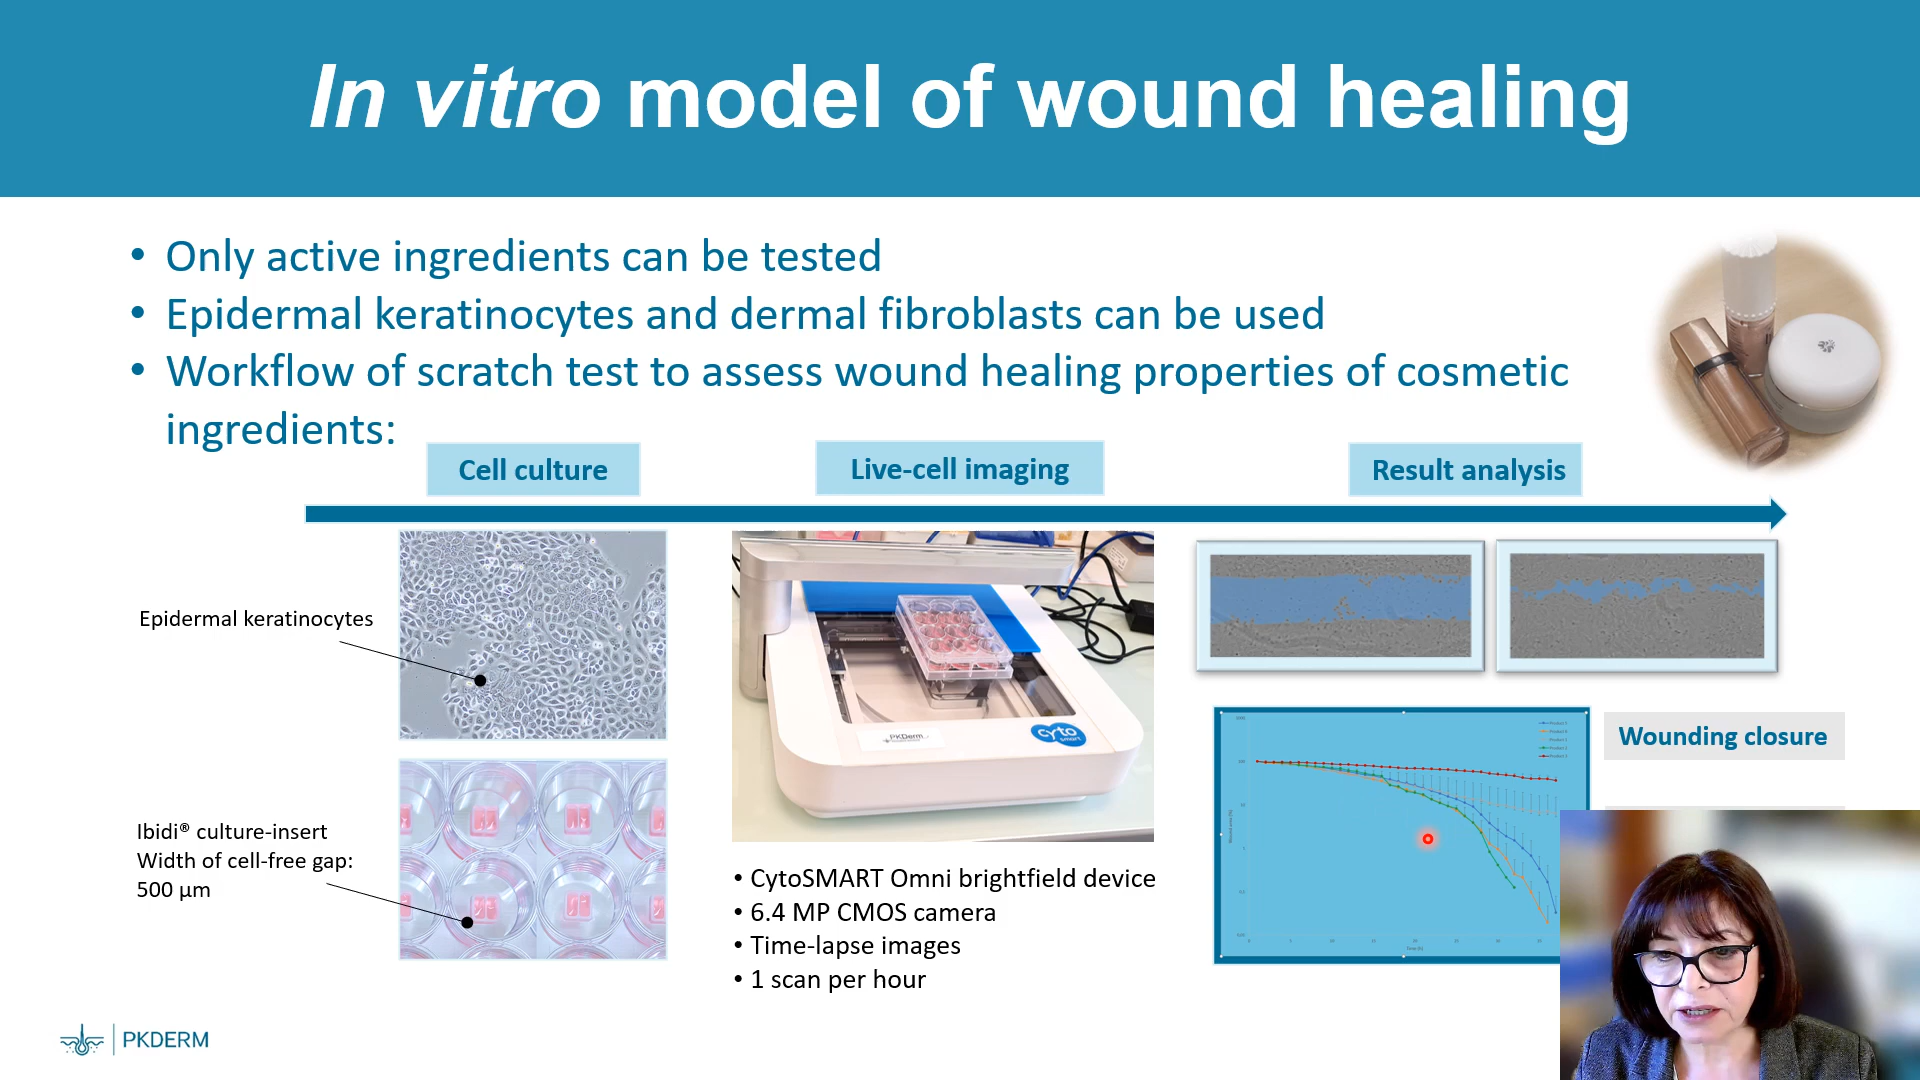 In vitro model of wound healing
• Only active ingredients can be tested
• Epidermal keratinocytes and dermal fibroblasts can be used
• Workflow of scratch test to assess wound healing properties of cosmetic
ingredients:
Cell culture
Live-cell imaging
Result analysis
Epidermal keratinocytes
Ibidi® culture-insert
Width of cell-free gap:
500 µm
PKDerm
cyto
smart
• CytoSMART Omni brightfield device
• 6.4 MP CMOS camera
• Time-lapse images
• 1 scan per hour
Wounding closure
PKDERM